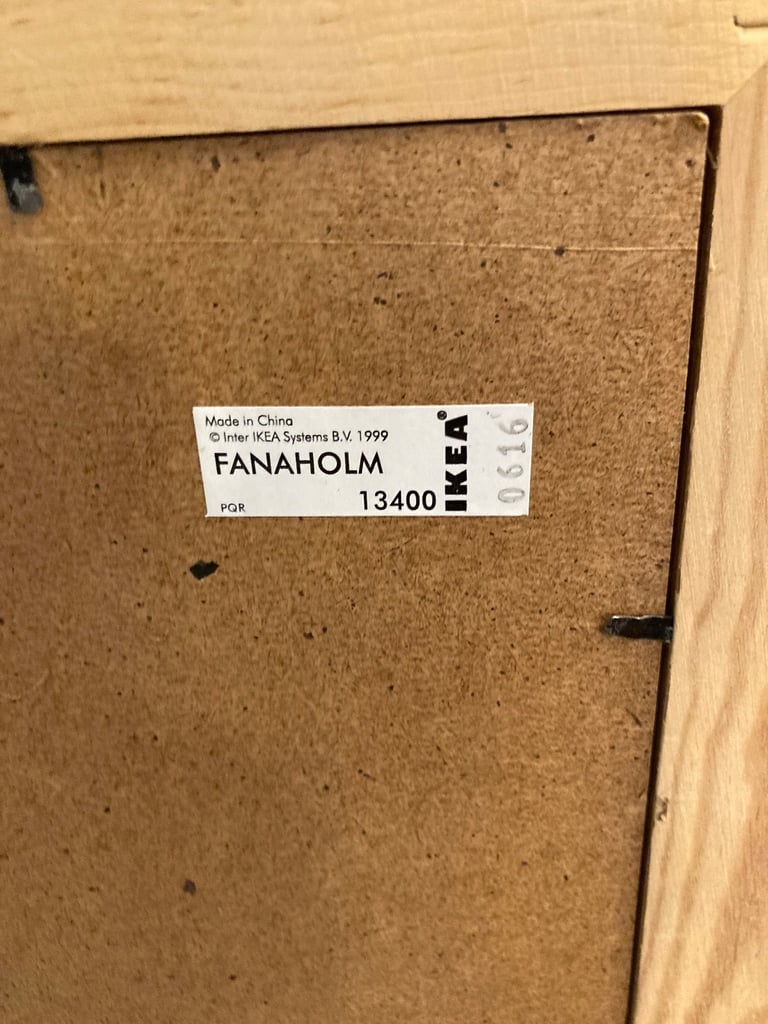 Made in China
© Inter IKEA Systems B.V. 1999
FANAHOLM
PQR
13400
IKEA®
0616